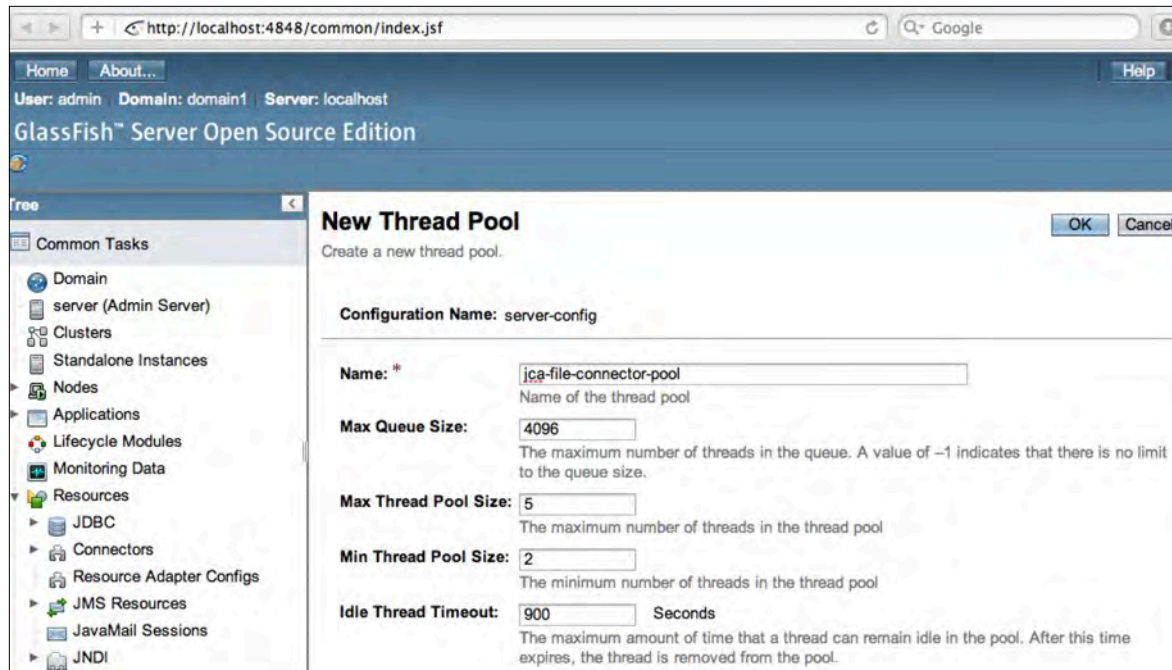 http://localhost:4848/common/index.jsf
Google
Home About... Help
User: admin Domain: domain1 Server: localhost
GlassFish™ Server Open Source Edition
Tree
Common Tasks
Domain
server (Admin Server)
Clusters
Standalone Instances
Nodes
Applications
Lifecycle Modules
Monitoring Data
Resources
JDBC
Connectors
Resource Adapter Configs
JMS Resources
JavaMail Sessions
JNDI
New Thread Pool
OK Cancel
Create a new thread pool.
Configuration Name: server-config
Name: * jca-file-connector-pool
Name of the thread pool
Max Queue Size: 4096
The maximum number of threads in the queue. A value of –1 indicates that there is no limit
to the queue size.
Max Thread Pool Size: 5
The maximum number of threads in the thread pool
Min Thread Pool Size: 2
The minimum number of threads in the thread pool
Idle Thread Timeout: 900 Seconds
The maximum amount of time that a thread can remain idle in the pool. After this time
expires, the thread is removed from the pool.